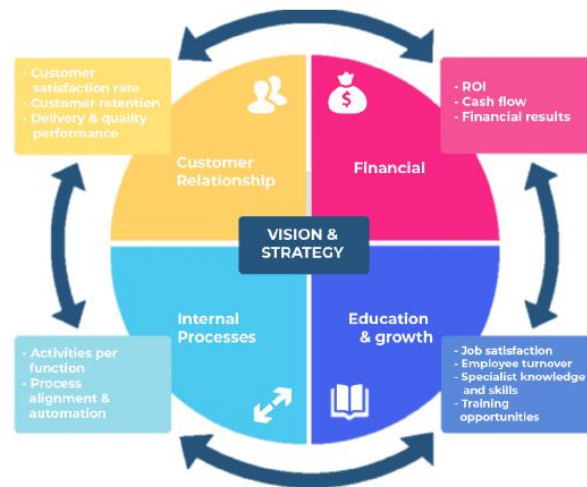 - Customer
satisfaction rate
- Customer retention
- Delivery & quality
performance
- ROI
- Cash flow
- Financial results
$
Customer
Relationship
Financial
VISION &
STRATEGY
Internal
Processes
Education
& growth
- Activities per
function
- Process
alignment &
automation
- Job satisfaction
- Employee turnover
- Specialist knowledge
and skills
- Training
opportunities